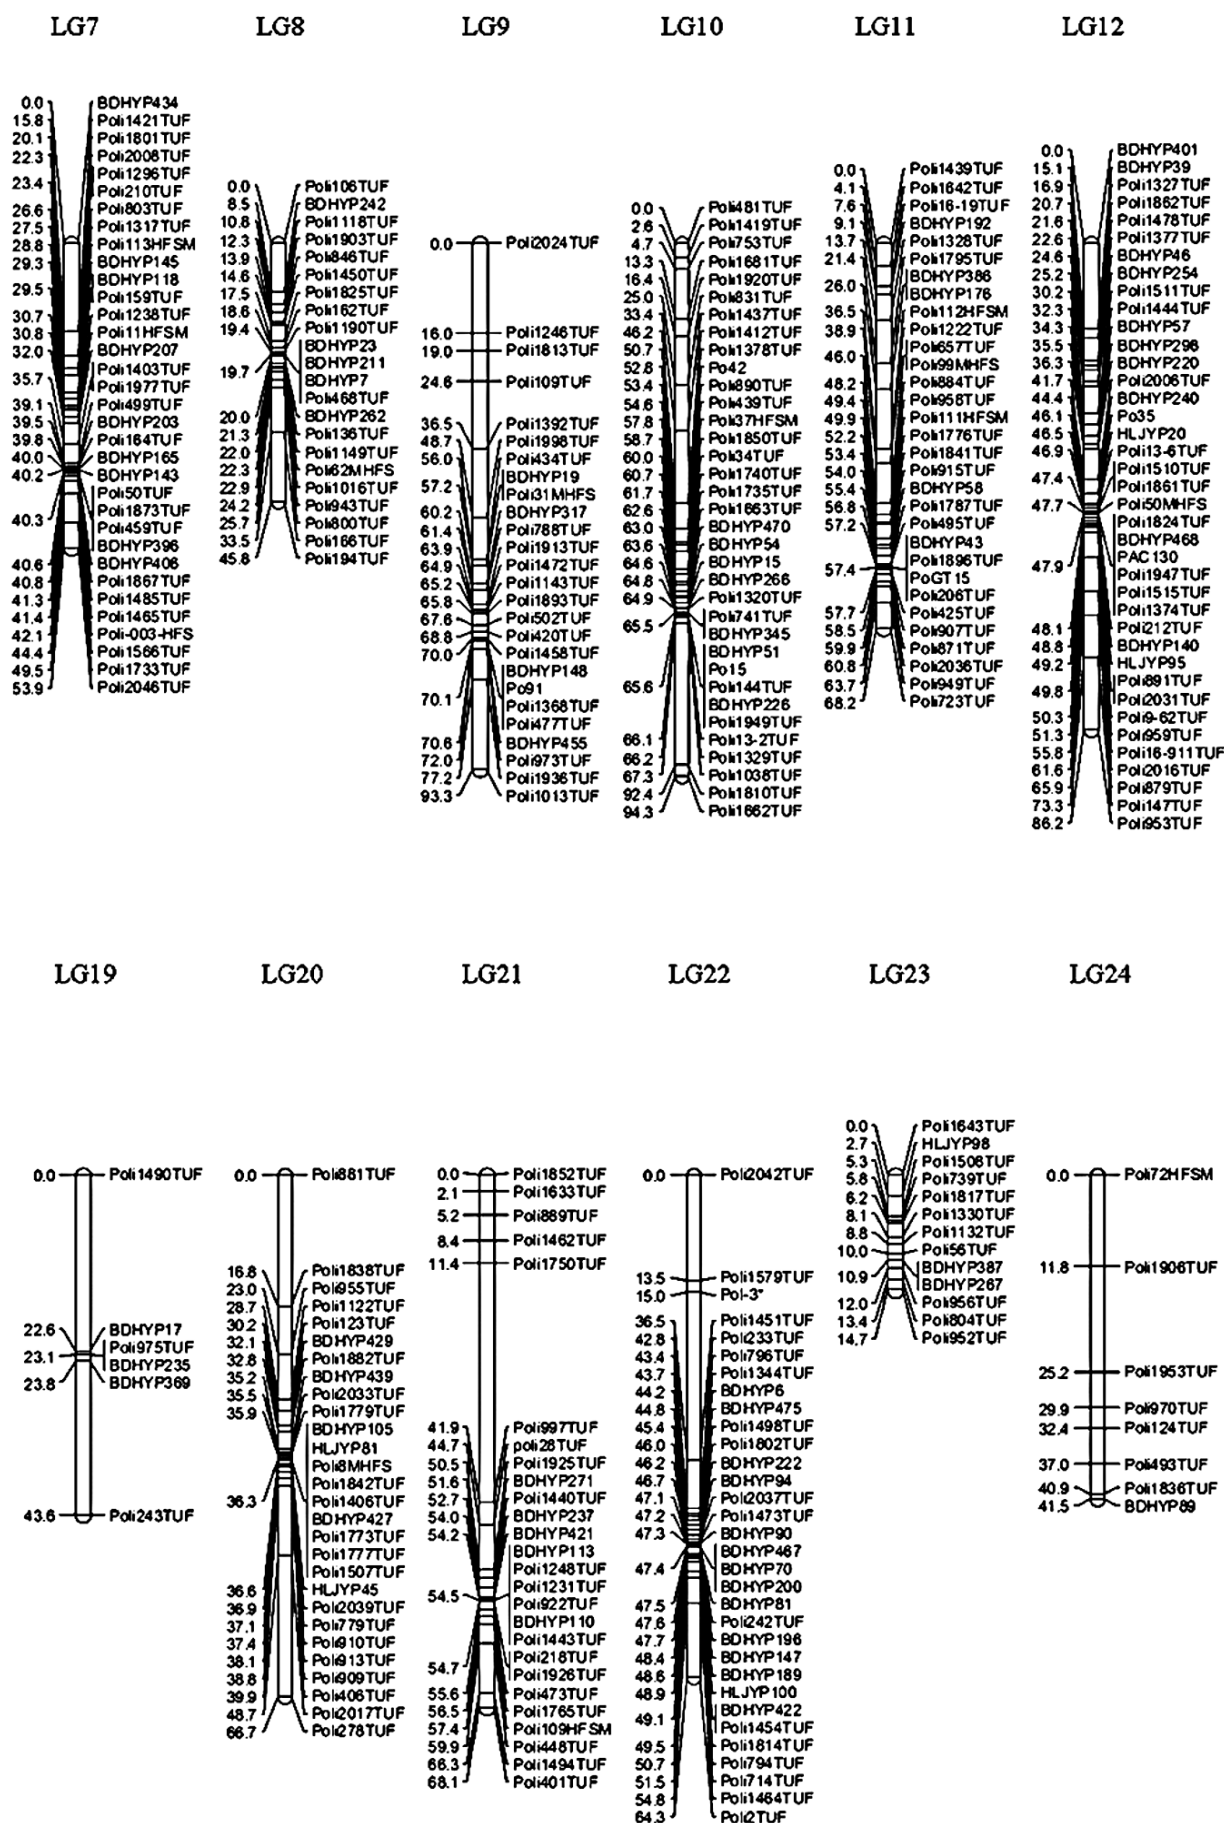 LG7 LG8 LG9 LG10 LG11 LG12
0.0 BDHYP434
15.8 Poli1421TUF
20.1 Poli1801TUF
22.3 Poli2008TUF
23.4 Poli1296TUF
Poli210TUF
26.6 Poli803TUF
27.5 Poli1317TUF
28.8 Poli113HFSM
29.3 BDHYP145
29.5 BDHYP118
Poli159TUF
30.7 Poli1238TUF
30.8 Poli11HFSM
32.0 BDHYP207
35.7 Poli1403TUF
Poli1977TUF
39.1 Poli499TUF
39.5 BDHYP203
39.8 Poli164TUF
40.0 BDHYP165
40.2 BDHYP143
40.3 Poli50TUF
Poli1873TUF
Poli459TUF
BDHYP396
40.6 BDHYP406
40.8 Poli1867TUF
41.3 Poli1485TUF
41.4 Poli1465TUF
42.1 Poli-003-HFS
44.4 Poli1566TUF
49.5 Poli1733TUF
53.9 Poli2046TUF
0.0 Poli106TUF
8.5 BDHYP242
10.8 Poli1118TUF
12.3 Poli1903TUF
13.9 Poli846TUF
14.6 Poli1450TUF
17.5 Poli1825TUF
18.6 Poli162TUF
19.4 Poli1190TUF
19.7 BDHYP23
BDHYP211
BDHYP7
Poli468TUF
20.0 BDHYP262
21.3 Poli136TUF
22.0 Poli1149TUF
22.3 Poli62MHFS
22.9 Poli1016TUF
24.2 Poli943TUF
25.7 Poli800TUF
33.5 Poli166TUF
45.8 Poli194TUF
0.0 Poli2024TUF
16.0 Poli1246TUF
19.0 Poli1813TUF
24.6 Poli109TUF
36.5 Poli1392TUF
48.7 Poli1998TUF
56.0 Poli434TUF
57.2 BDHYP19
Poli31MHFS
60.2 BDHYP317
61.4 Poli788TUF
63.9 Poli1913TUF
64.9 Poli1472TUF
65.2 Poli1143TUF
65.8 Poli1893TUF
67.6 Poli502TUF
68.8 Poli420TUF
70.0 Poli1458TUF
70.1 BDHYP148
Po91
Poli1368TUF
Poli477TUF
70.6 BDHYP455
72.0 Poli973TUF
77.2 Poli1936TUF
93.3 Poli1013TUF
0.0 Poli481TUF
2.6 Poli1419TUF
4.7 Poli753TUF
13.3 Poli1681TUF
16.4 Poli1920TUF
25.0 Poli831TUF
33.4 Poli1437TUF
46.2 Poli1412TUF
50.7 Poli1378TUF
52.8 Po42
53.4 Poli890TUF
54.6 Poli439TUF
57.8 Poli37HFSM
58.7 Poli1850TUF
60.0 Poli34TUF
60.7 Poli1740TUF
61.7 Poli1735TUF
62.6 Poli1663TUF
63.0 BDHYP470
63.6 BDHYP54
64.6 BDHYP15
64.8 BDHYP266
64.9 Poli1320TUF
65.5 Poli741TUF
BDHYP345
65.6 BDHYP51
Po15
Poli144TUF
BDHYP226
Poli1949TUF
66.1 Poli13-2TUF
66.2 Poli1329TUF
67.3 Poli1038TUF
92.4 Poli1810TUF
94.3 Poli1662TUF
0.0 Poli1439TUF
4.1 Poli1642TUF
7.6 Poli16-19TUF
9.1 BDHYP192
13.7 Poli1328TUF
21.4 Poli1795TUF
26.0 BDHYP386
BDHYP176
36.5 Poli112HFSM
38.9 Poli1222TUF
46.0 Poli657TUF
Poli99MHFS
48.2 Poli884TUF
49.4 Poli958TUF
49.9 Poli111HFSM
52.2 Poli1776TUF
53.4 Poli1841TUF
54.0 Poli915TUF
55.4 BDHYP58
56.8 Poli1787TUF
57.2 Poli495TUF
57.4 BDHYP43
Poli1896TUF
PoGT15
Poli206TUF
57.7 Poli425TUF
58.5 Poli907TUF
59.9 Poli871TUF
60.8 Poli2036TUF
63.7 Poli949TUF
68.2 Poli723TUF
0.0 BDHYP401
15.1 BDHYP39
16.9 Poli1327TUF
20.7 Poli1862TUF
21.6 Poli1478TUF
22.6 Poli1377TUF
24.6 BDHYP46
25.2 BDHYP254
30.2 Poli1511TUF
32.3 Poli1444TUF
34.3 BDHYP57
35.5 BDHYP298
36.3 BDHYP220
41.7 Poli2006TUF
44.4 BDHYP240
46.1 Po35
46.5 HLJYP20
46.9 Poli13-6TUF
47.4 Poli1510TUF
Poli1861TUF
47.7 Poli50MHFS
47.9 Poli1824TUF
BDHYP468
PAC130
Poli1947TUF
Poli1515TUF
Poli1374TUF
48.1 Poli212TUF
48.8 BDHYP140
49.2 HLJYP95
49.8 Poli891TUF
Poli2031TUF
50.3 Poli9-62TUF
51.3 Poli959TUF
55.8 Poli16-911TUF
61.6 Poli2016TUF
65.9 Poli879TUF
73.3 Poli147TUF
86.2 Poli953TUF
LG19 LG20 LG21 LG22 LG23 LG24
0.0 Poli1490TUF
22.6 BDHYP17
23.1 Poli975TUF
BDHYP235
23.8 BDHYP369
43.6 Poli243TUF
0.0 Poli881TUF
16.8 Poli1838TUF
23.0 Poli955TUF
28.7 Poli1122TUF
30.2 Poli123TUF
32.1 BDHYP429
32.8 Poli1882TUF
35.2 BDHYP439
35.5 Poli2033TUF
35.9 Poli1779TUF
36.3 BDHYP105
HLJYP81
Poli8MHFS
Poli1842TUF
Poli1406TUF
BDHYP427
Poli1773TUF
Poli1777TUF
Poli1507TUF
36.6 HLJYP45
36.9 Poli2039TUF
37.1 Poli779TUF
37.4 Poli910TUF
38.1 Poli913TUF
38.8 Poli909TUF
39.9 Poli406TUF
48.7 Poli2017TUF
66.7 Poli278TUF
0.0 Poli1852TUF
2.1 Poli1633TUF
5.2 Poli889TUF
8.4 Poli1462TUF
11.4 Poli1750TUF
41.9 Poli997TUF
44.7 poli28TUF
50.5 Poli1925TUF
51.6 BDHYP271
52.7 Poli1440TUF
54.0 BDHYP237
54.2 BDHYP421
54.5 BDHYP113
Poli1248TUF
Poli1231TUF
Poli922TUF
BDHYP110
Poli1443TUF
54.7 Poli218TUF
Poli1926TUF
55.6 Poli473TUF
56.5 Poli1765TUF
57.4 Poli109HFSM
59.9 Poli448TUF
66.3 Poli1494TUF
68.1 Poli401TUF
0.0 Poli2042TUF
13.5 Poli1579TUF
15.0 Pol-3"
36.5 Poli1451TUF
42.8 Poli233TUF
43.4 Poli796TUF
43.7 Poli1344TUF
44.2 BDHYP6
44.8 BDHYP475
45.4 Poli1498TUF
46.0 Poli1802TUF
46.2 BDHYP222
46.7 BDHYP94
47.1 Poli2037TUF
47.2 Poli1473TUF
47.3 BDHYP90
47.4 BDHYP467
BDHYP70
BDHYP200
47.5 BDHYP81
47.6 Poli242TUF
47.7 BDHYP196
48.4 BDHYP147
48.6 BDHYP189
48.9 HLJYP100
49.1 BDHYP422
Poli1454TUF
49.5 Poli1814TUF
50.7 Poli794TUF
51.5 Poli714TUF
54.8 Poli1464TUF
64.3 Poli2TUF
0.0 Poli1643TUF
2.7 HLJYP98
5.3 Poli1506TUF
5.8 Poli739TUF
6.2 Poli1817TUF
8.1 Poli1330TUF
8.8 Poli1132TUF
10.0 Poli56TUF
10.9 BDHYP387
BDHYP267
12.0 Poli956TUF
13.4 Poli804TUF
14.7 Poli952TUF
0.0 Poli72HFSM
11.8 Poli1906TUF
25.2 Poli1953TUF
29.9 Poli970TUF
32.4 Poli124TUF
37.0 Poli493TUF
40.9 Poli1836TUF
41.5 BDHYP89